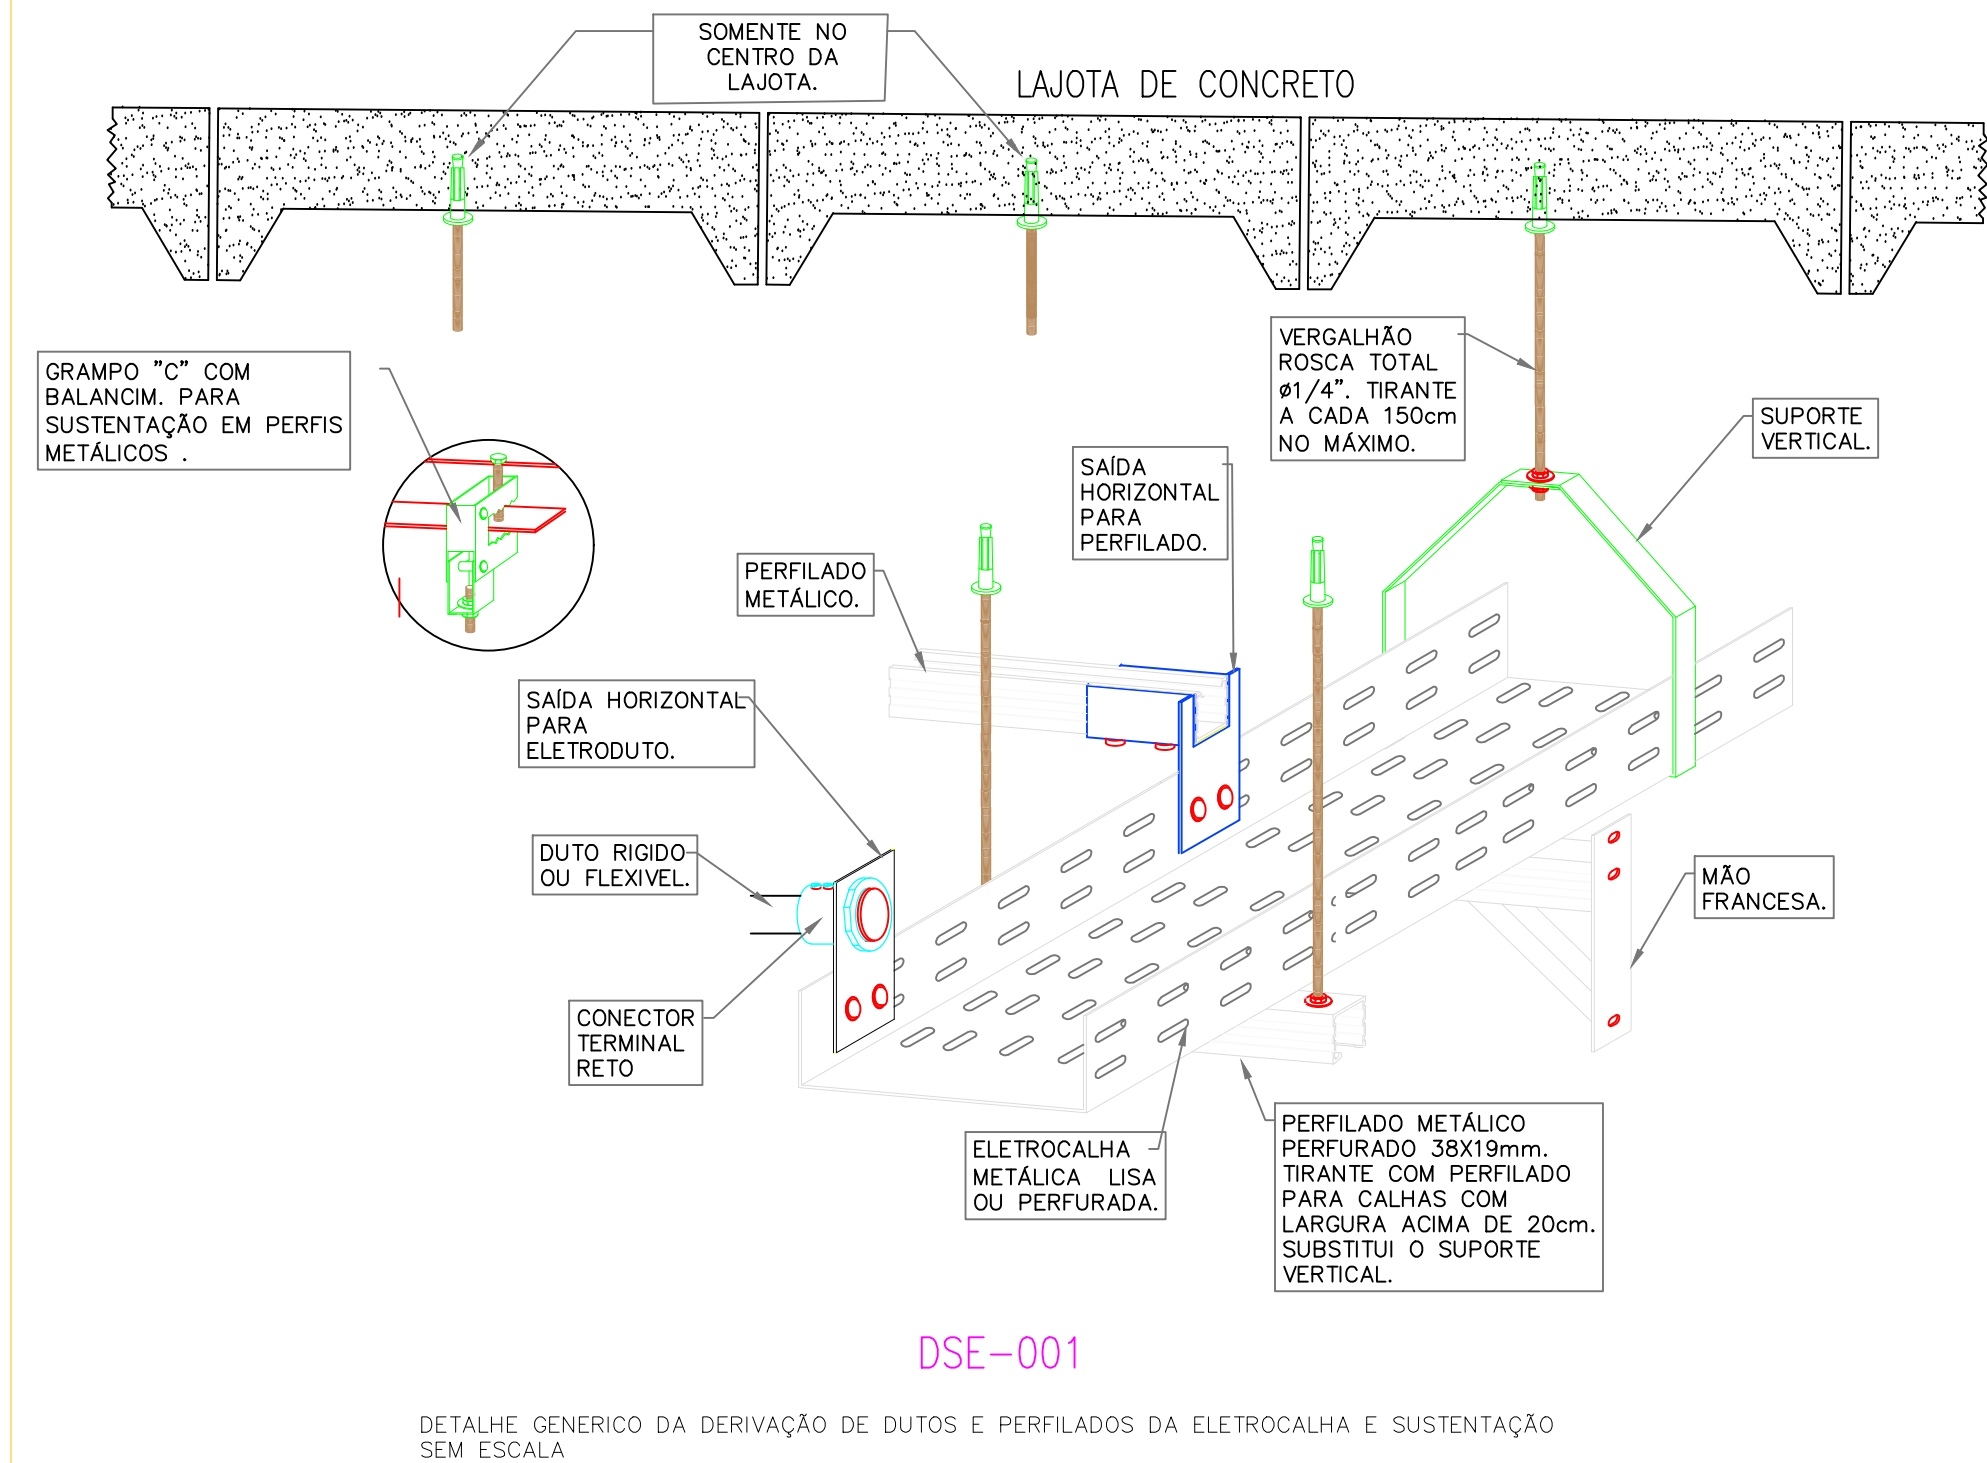 SOMENTE NO
CENTRO DA
LAJOTA.
LAJOTA DE CONCRETO
GRAMPO "C" COM
BALANCIM. PARA
SUSTENTAÇÃO EM PERFIS
METÁLICOS .
VERGALHÃO
ROSCA TOTAL
ø1/4". TIRANTE
A CADA 150cm
NO MÁXIMO.
SUPORTE
VERTICAL.
SAÍDA
HORIZONTAL
PARA
PERFILADO.
PERFILADO
METÁLICO.
SAÍDA HORIZONTAL
PARA
ELETRODUTO.
DUTO RIGIDO
OU FLEXIVEL.
MÃO
FRANCESA.
CONECTOR
TERMINAL
RETO
ELETROCALHA
METÁLICA LISA
OU PERFURADA.
PERFILADO METÁLICO
PERFURADO 38X19mm.
TIRANTE COM PERFILADO
PARA CALHAS COM
LARGURA ACIMA DE 20cm.
SUBSTITUI O SUPORTE
VERTICAL.
DSE-001
DETALHE GENERICO DA DERIVAÇÃO DE DUTOS E PERFILADOS DA ELETROCALHA E SUSTENTAÇÃO
SEM ESCALA